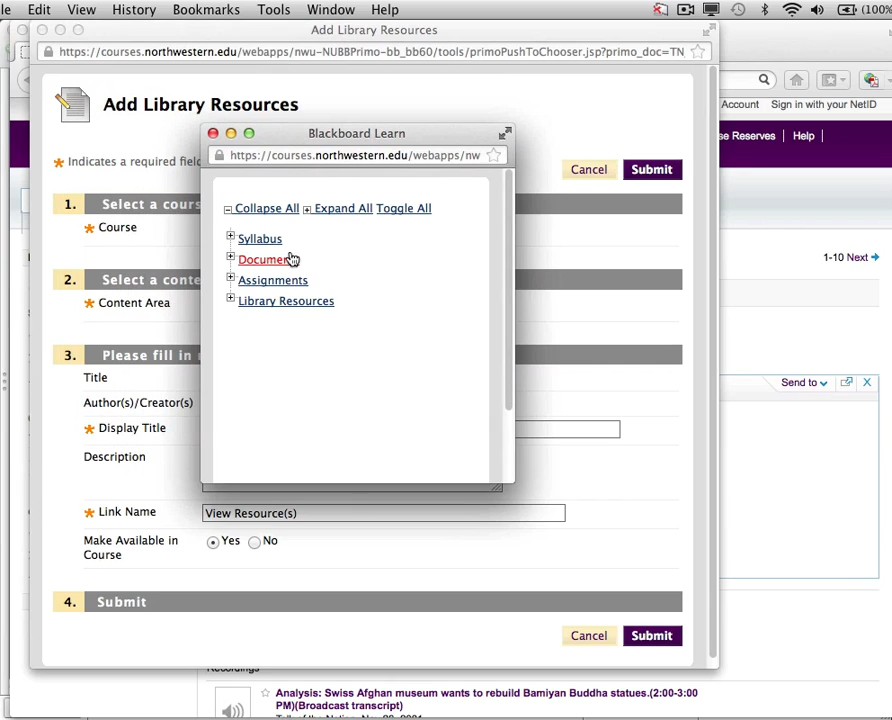 le Edit View History Bookmarks Tools Window Help (100%
Add Library Resources
https://courses.northwestern.edu/webapps/nwu-NUBBPrimo-bb_bb60/tools/primoPushToChooser.jsp?primo_doc=TN_
Account Sign in with your NetID
Add Library Resources
Blackboard Learn
se Reserves Help
https://courses.northwestern.edu/webapps/nw
Indicates a required field
Cancel Submit
Collapse All Expand All Toggle All
1. Select a cours
Course
Syllabus
Documen
1-10 Next
2. Select a conte
Assignments
Content Area
Library Resources
3. Please fill in
Title
Send to
Author(s)/Creator(s)
Display Title
Description
Link Name View Resource(s)
Make Available in Course Yes No
4. Submit
Cancel Submit
Recordings
Analysis: Swiss Afghan museum wants to rebuild Bamiyan Buddha statues.(2:00-3:00
PM)(Broadcast transcript)